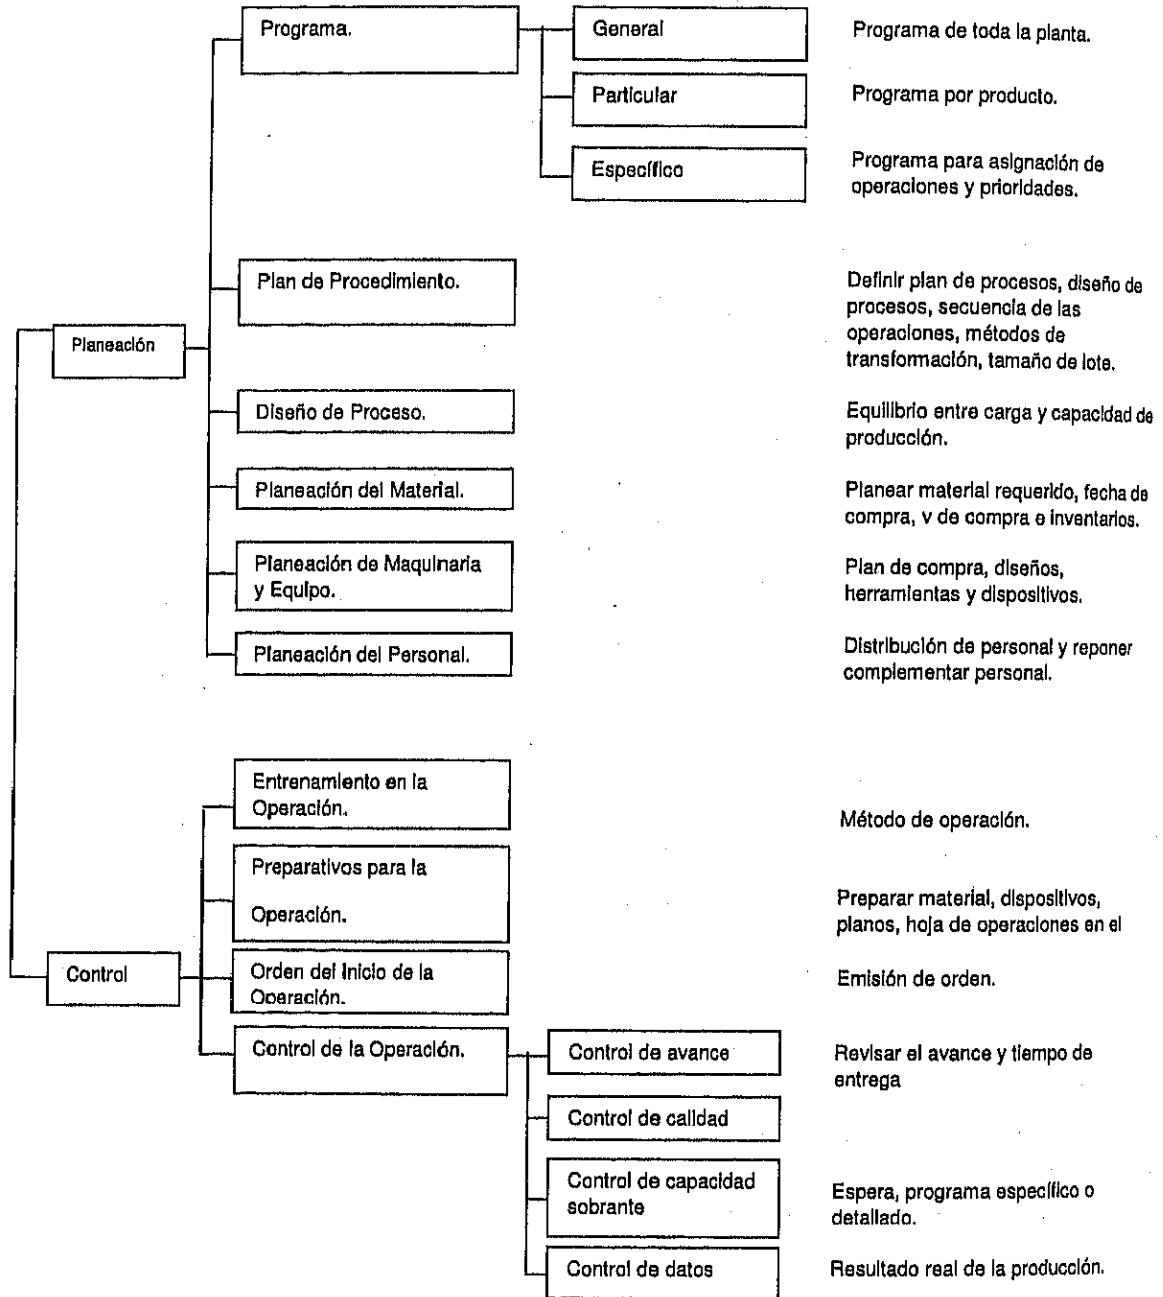 Programa.
General
Programa de toda la planta.
Particular
Programa por producto.
Específico
Programa para asignación de
operaciones y prioridades.
Plan de Procedimiento.
Definir plan de procesos, diseño de
procesos, secuencia de las
operaciones, métodos de
transformación, tamaño de lote.
Planeación
Diseño de Proceso.
Equilibrio entre carga y capacidad de
producción.
Planeación del Material.
Planear material requerido, fecha de
compra, v de compra e inventarios.
Planeación de Maquinaria
y Equipo.
Plan de compra, diseños,
herramientas y dispositivos.
Planeación del Personal.
Distribución de personal y reponer
complementar personal.
Entrenamiento en la
Operación.
Método de operación.
Preparativos para la
Operación.
Preparar material, dispositivos,
planos, hoja de operaciones en el
Control
Orden del Inicio de la
Operación.
Emisión de orden.
Control de la Operación.
Control de avance
Revisar el avance y tiempo de
entrega
Control de calidad
Control de capacidad
sobrante
Espera, programa específico o
detallado.
Control de datos
Resultado real de la producción.